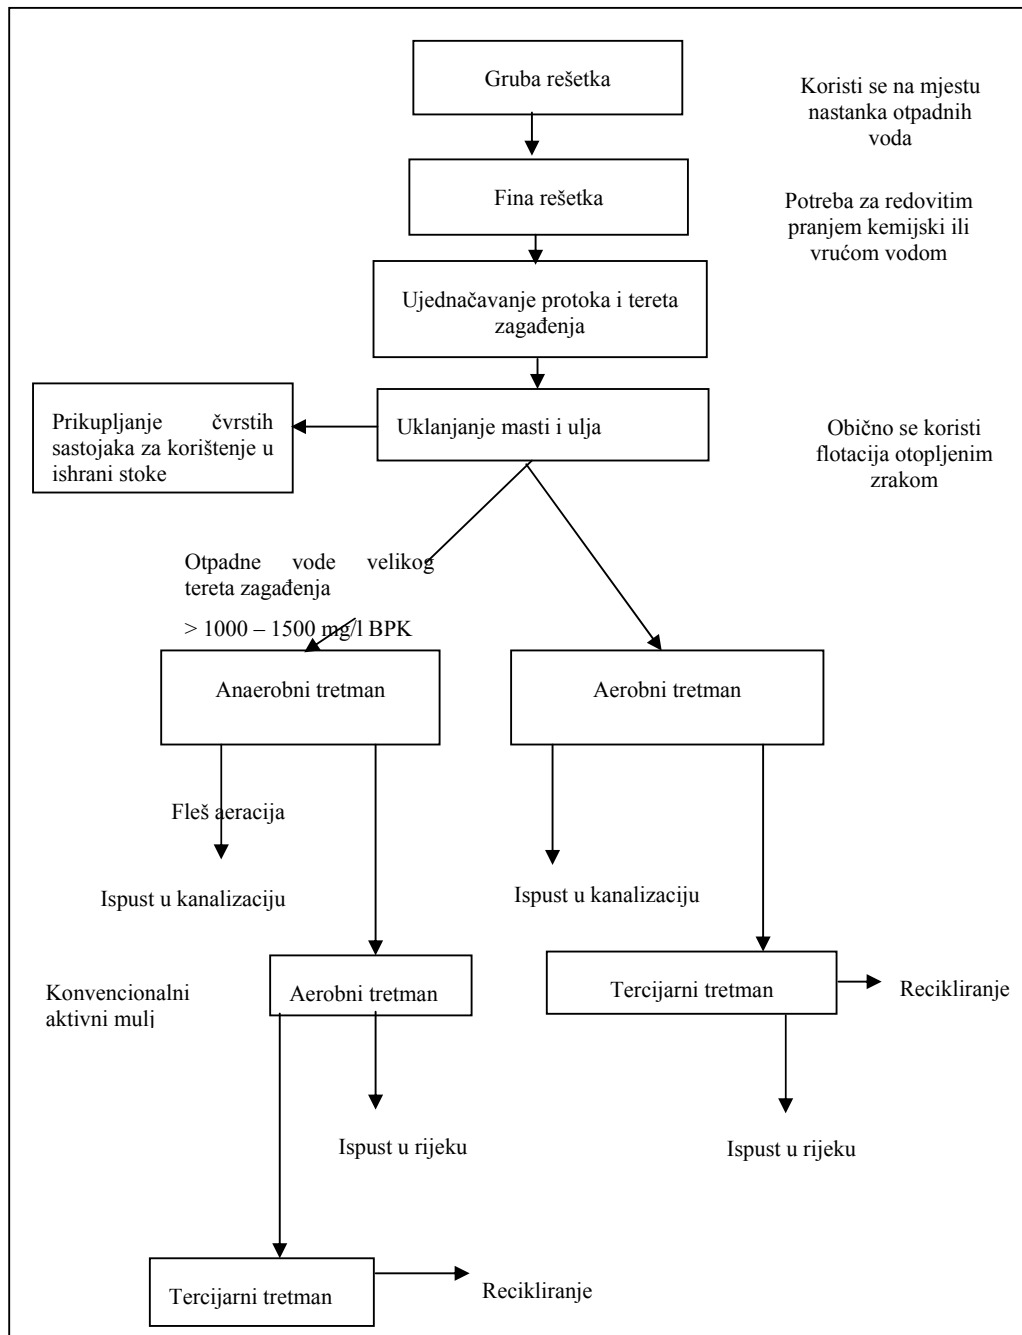 Gruba rešetka
Koristi se na mjestu
nastanka otpadnih
voda
Fina rešetka
Potreba za redovitim
pranjem kemijski ili
vrućom vodom
Ujednačavanje protoka i tereta
zagađenja
Prikupljanje čvrstih
sastojaka za korištenje u
ishrani stoke
Uklanjanje masti i ulja
Obično se koristi
flotacija otopljenim
zrakom
Otpadne vode velikog
tereta zagađenja
> 1000 – 1500 mg/l BPK
Anaerobni tretman
Aerobni tretman
Fleš aeracija
Ispust u kanalizaciju
Ispust u kanalizaciju
Konvencionalni
aktivni mulj
Aerobni tretman
Tercijarni tretman
Recikliranje
Ispust u rijeku
Ispust u rijeku
Tercijarni tretman
Recikliranje